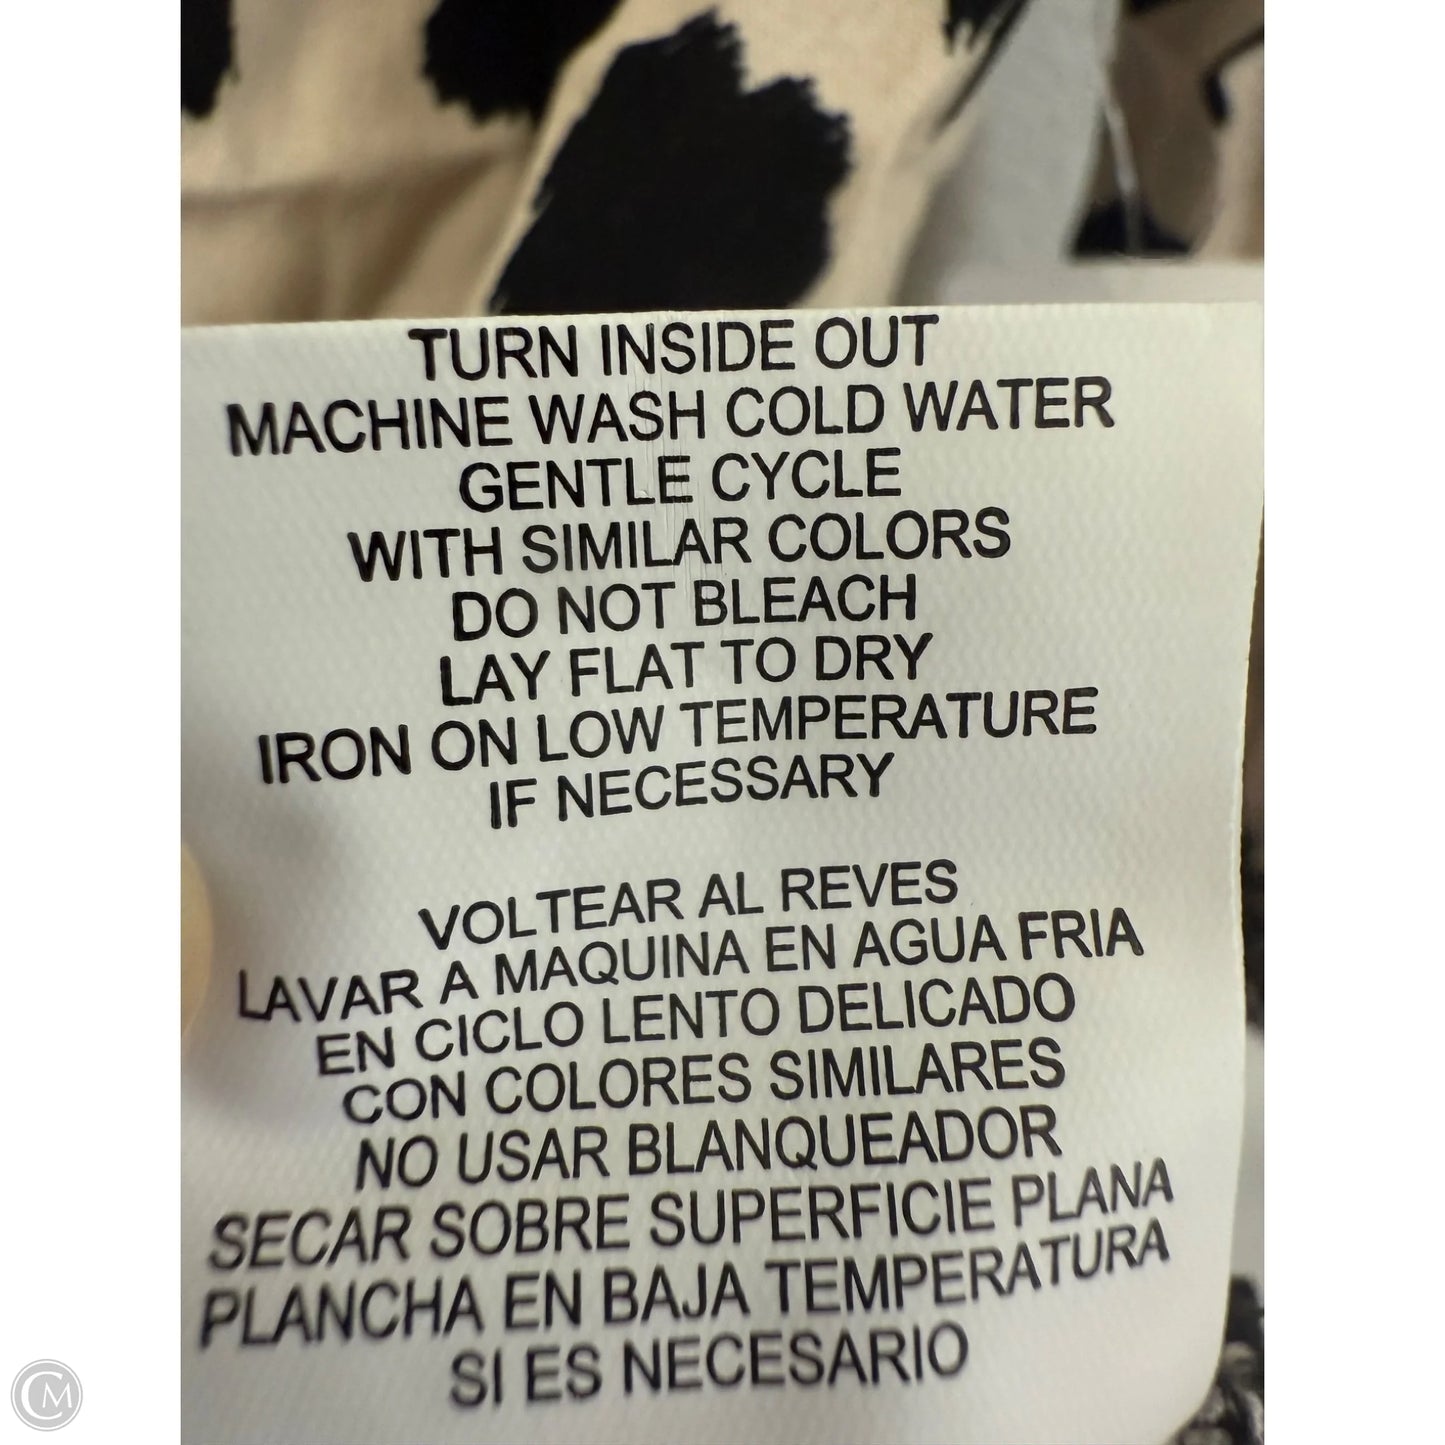 TURN INSIDE OUT
MACHINE WASH COLD WATER
GENTLE CYCLE
WITH SIMILAR COLORS
DO NOT BLEACH
LAY FLAT TO DRY
IRON ON LOW TEMPERATURE
IF NECESSARY
VOLTEAR AL REVES
LAVAR A MAQUINA EN AGUA FRIA
EN CICLO LENTO DELICADO
CON COLORES SIMILARES
NO USAR BLANQUEADOR
SECAR SOBRE SUPERFICIE PLANA
PLANCHA EN BAJA TEMPERATURA
SI ES NECESARIO
CM